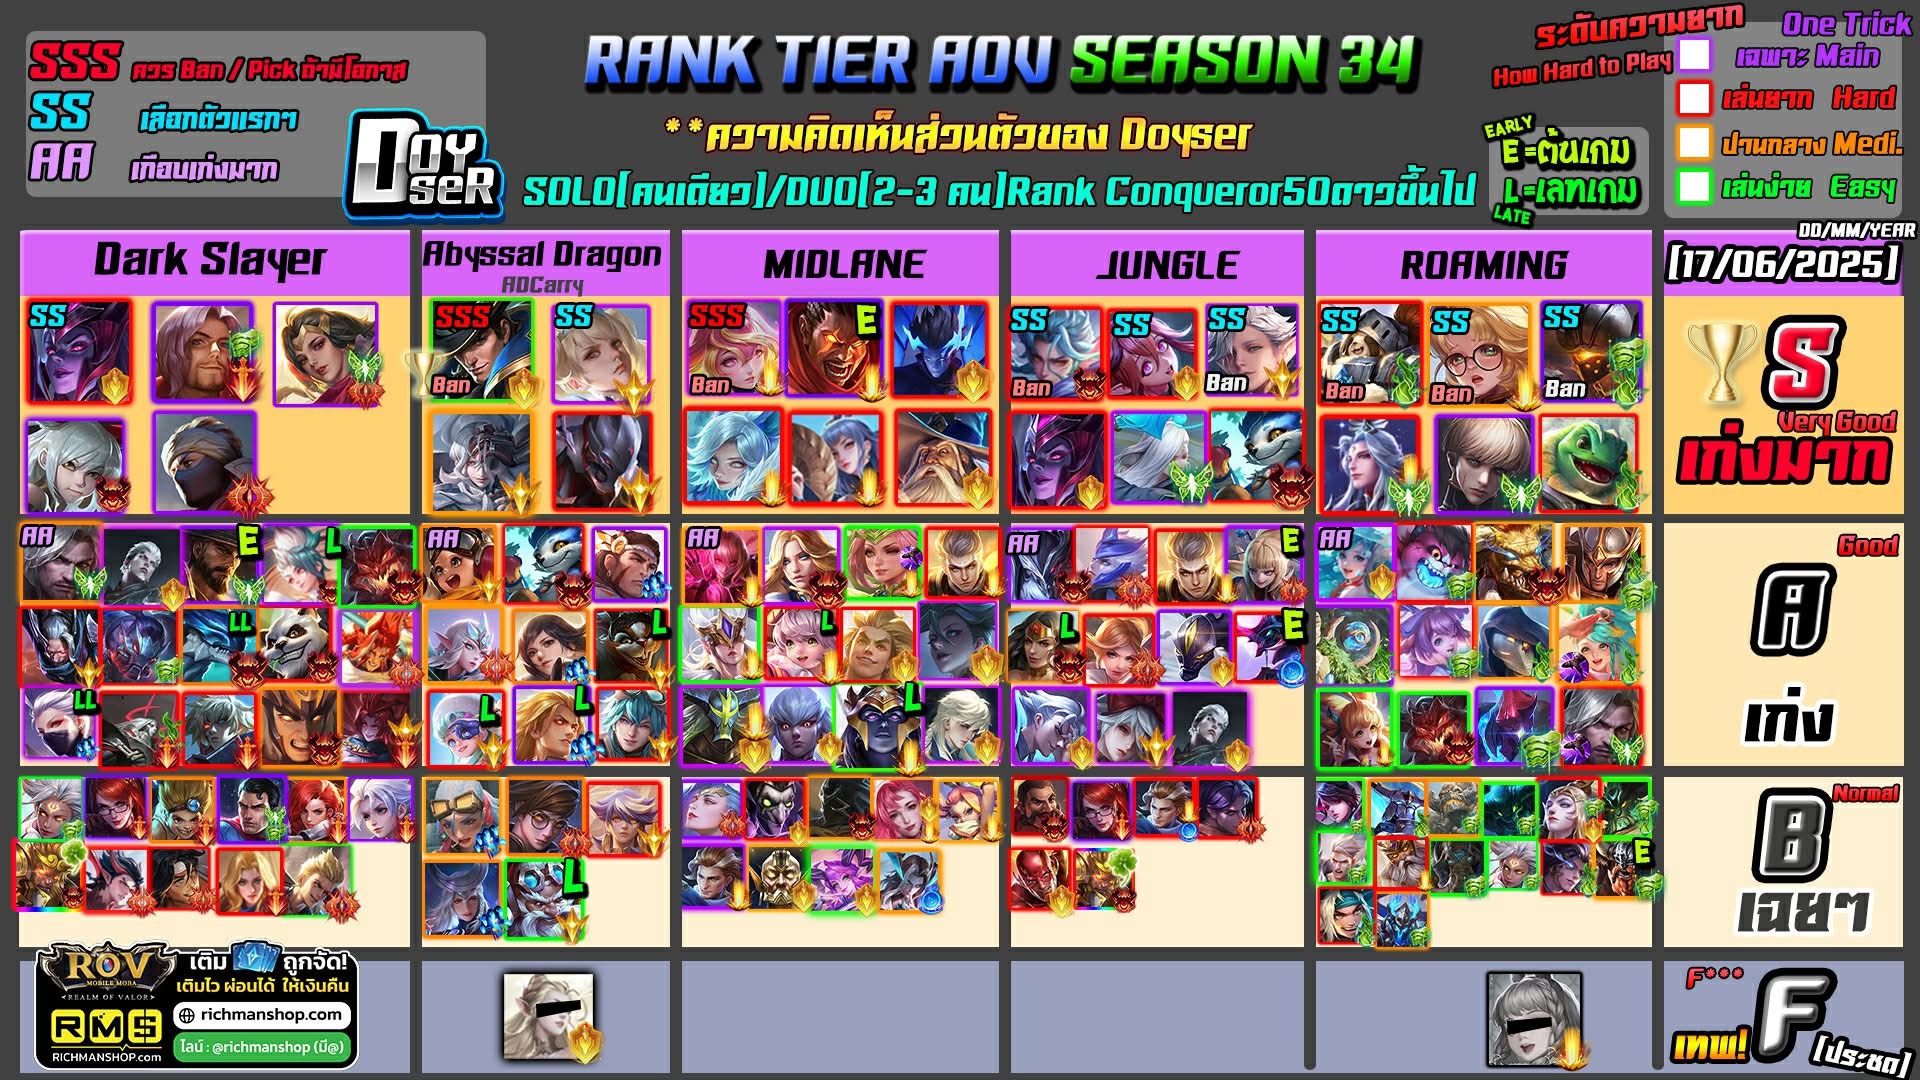 SSS ควร Ban / Pick ถ้ามีโอกาส
SS เลือกตัวแรกๆ
AA เกือบเก่งมาก
DOYSER
RANK TIER AOV SEASON 34
**ความคิดเห็นส่วนตัวของ Doyser
SOLO[คนเดียว]/DUO[2-3 คน]Rank Conqueror50ดาวขึ้นไป
EARLY
E =ต้นเกม
L =เลทเกม
LATE
ระดับความยาก
How Hard to Play
One Trick
เฉพาะ Main
เล่นยาก Hard
ปานกลาง Medi.
เล่นง่าย Easy
DD/MM/YEAR
[17/06/2025]
Dark Slayer
Abyssal Dragon
ADCarry
MIDLANE
JUNGLE
ROAMING
SS
SSS
Ban
SS
SSS
Ban
E
SS
Ban
SS
SS
Ban
SS
Ban
SS
Ban
SS
Ban
S
Very Good
เก่งมาก
AA
E
L
LL
LL
AA
L
L
L
AA
L
L
AA
E
L
E
AA
Good
A
เก่ง
L
E
Normal
B
เฉยๆ
ROV
MOBILE MOBA
REALM OF VALOR
เติม ถูกจัด!
เติมไว ผ่อนได้ ให้เงินคืน
RMS
RICHMANSHOP.com
richmanshop.com
ไลน์ : @richmanshop (มี@)
F***
F
เทพ!
[ประชด]